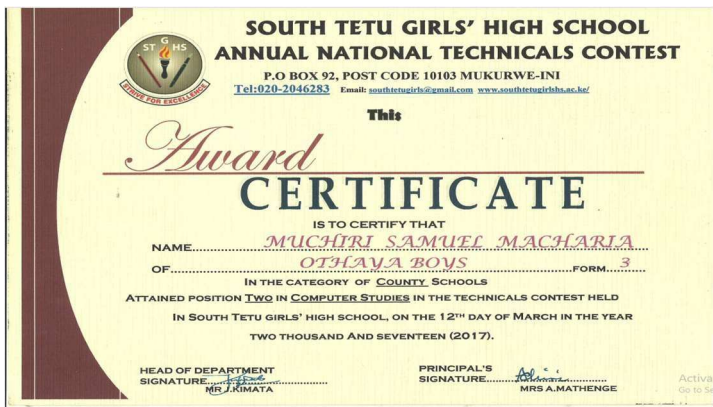 SOUTH TETU GIRLS' HIGH SCHOOL
ANNUAL NATIONAL TECHNICALS CONTEST
G
ST HS
STRIVE FOR EXCELLENCE
P.O BOX 92, POST CODE 10103 MUKURWE-INI
Tel:020-2046283 Email: southtetugirls@gmail.com www.southtetugirlshs.ac.ke/
This
Award
CERTIFICATE
IS TO CERTIFY THAT
NAME MUCHIRI SAMUEL MACHARIA
OF OTHAYA BOYS FORM 3
IN THE CATEGORY OF COUNTY SCHOOLS
ATTAINED POSITION TWO IN COMPUTER STUDIES IN THE TECHNICALS CONTEST HELD
IN SOUTH TETU GIRLS' HIGH SCHOOL, ON THE 12TH DAY OF MARCH IN THE YEAR
TWO THOUSAND AND SEVENTEEN (2017).
HEAD OF DEPARTMENT
SIGNATURE
MR J.KIMATA
PRINCIPAL'S
SIGNATURE
MRS A.MATHENGE
Activa
Go to Se